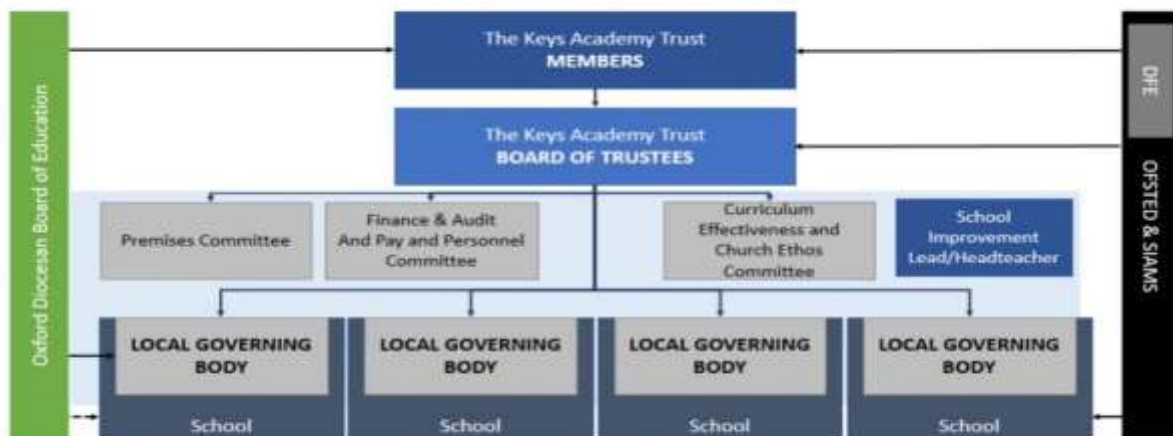 The Keys Academy Trust
MEMBERS
The Keys Academy Trust
BOARD OF TRUSTEES
Oxford Diocesan Board of Education
DFE
OFSTED & SIAMS
Premises Committee
Finance & Audit
And Pay and Personnel
Committee
Curriculum
Effectiveness and
Church Ethos
Committee
School
Improvement
Lead/Headteacher
LOCAL GOVERNING
BODY
School
LOCAL GOVERNING
BODY
School
LOCAL GOVERNING
BODY
School
LOCAL GOVERNING
BODY
School